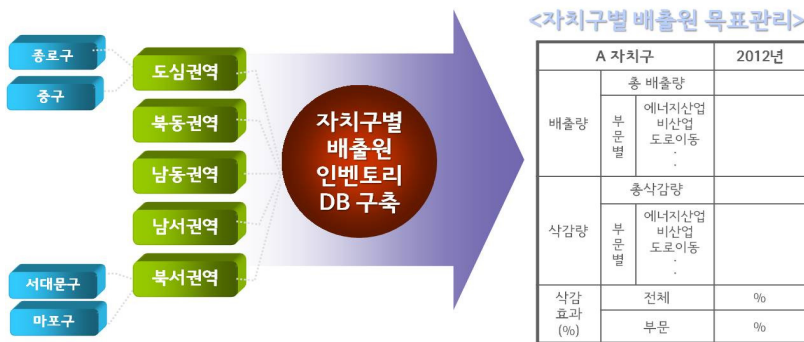 <자치구별 배출원 목표관리>
종로구
중구
서대문구
마포구
도심권역
북동권역
남동권역
남서권역
북서권역
자치구별
배출원
인벤토리
DB 구축
A 자치구 2012년
배출량
총 배출량
부문별
에너지산업
비산업
도로이동
.
.
삭감량
총삭감량
부문별
에너지산업
비산업
도로이동
.
.
삭감
효과
(%)
전체 %
부문 %